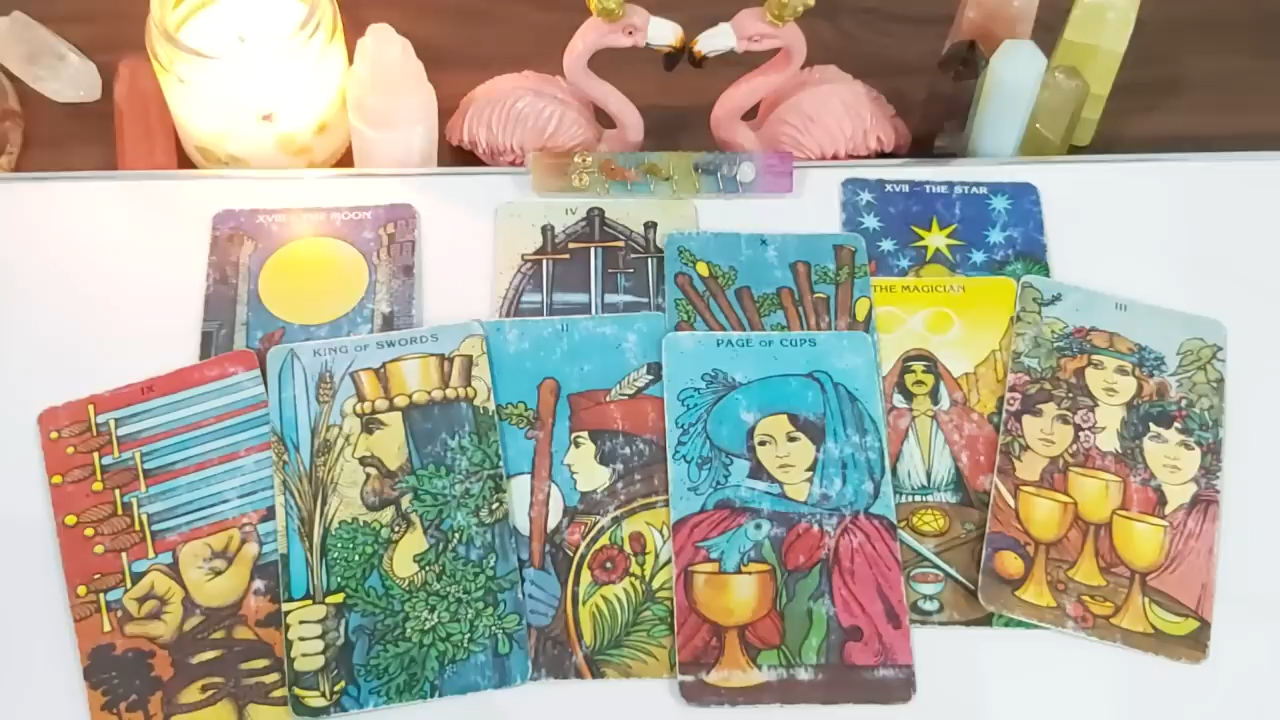 XVIII - THE MOON
IV
X
XVII - THE STAR
THE MAGICIAN
III
IX
KING OF SWORDS
II
PAGE OF CUPS